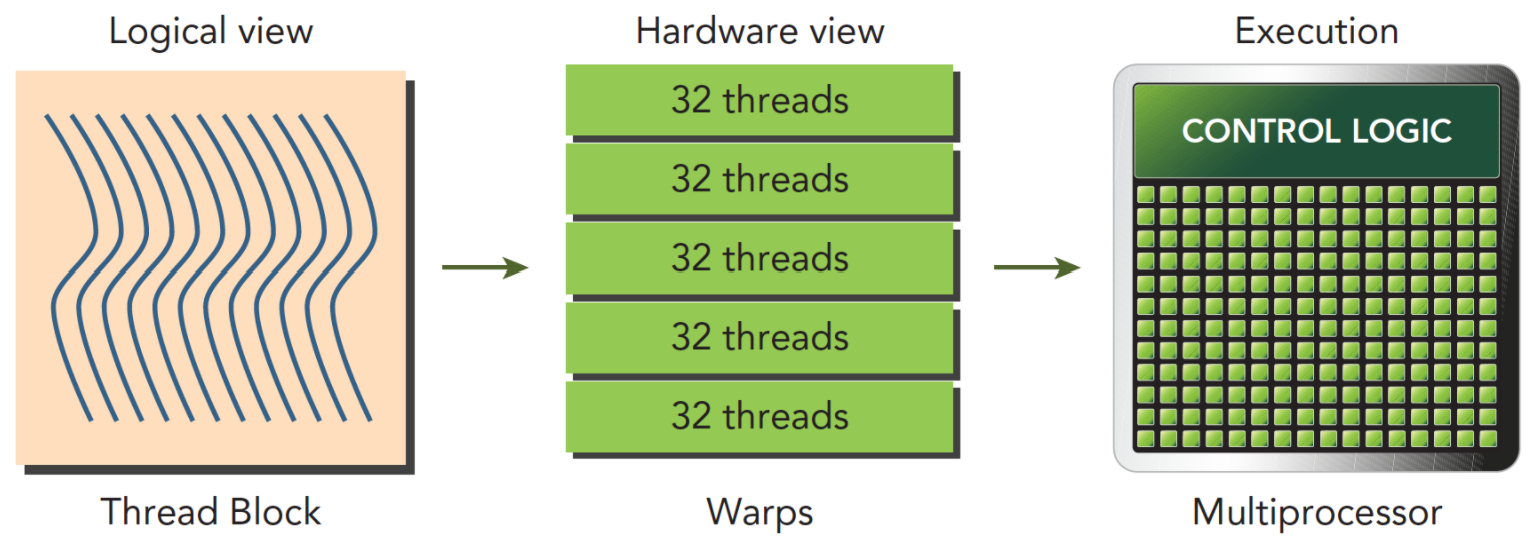 Logical view
Hardware view
Execution
32 threads
32 threads
32 threads
32 threads
32 threads
CONTROL LOGIC
Thread Block
Warps
Multiprocessor